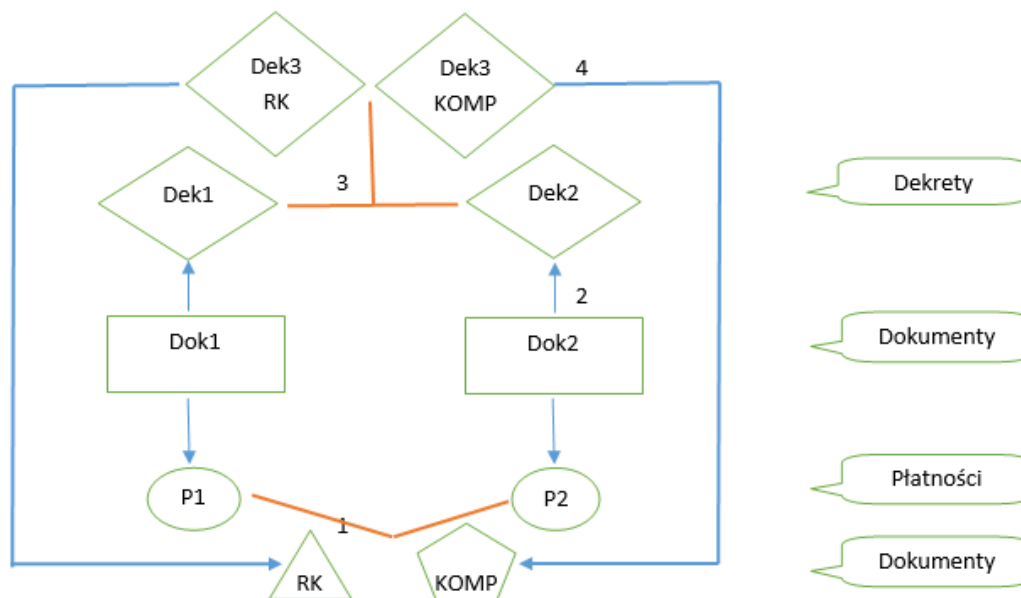 Dek3
RK
Dek3
KOMP
4
Dek1
3
Dek2
Dekrety
2
Dok1
Dok2
Dokumenty
P1
P2
Płatności
1
RK
KOMP
Dokumenty